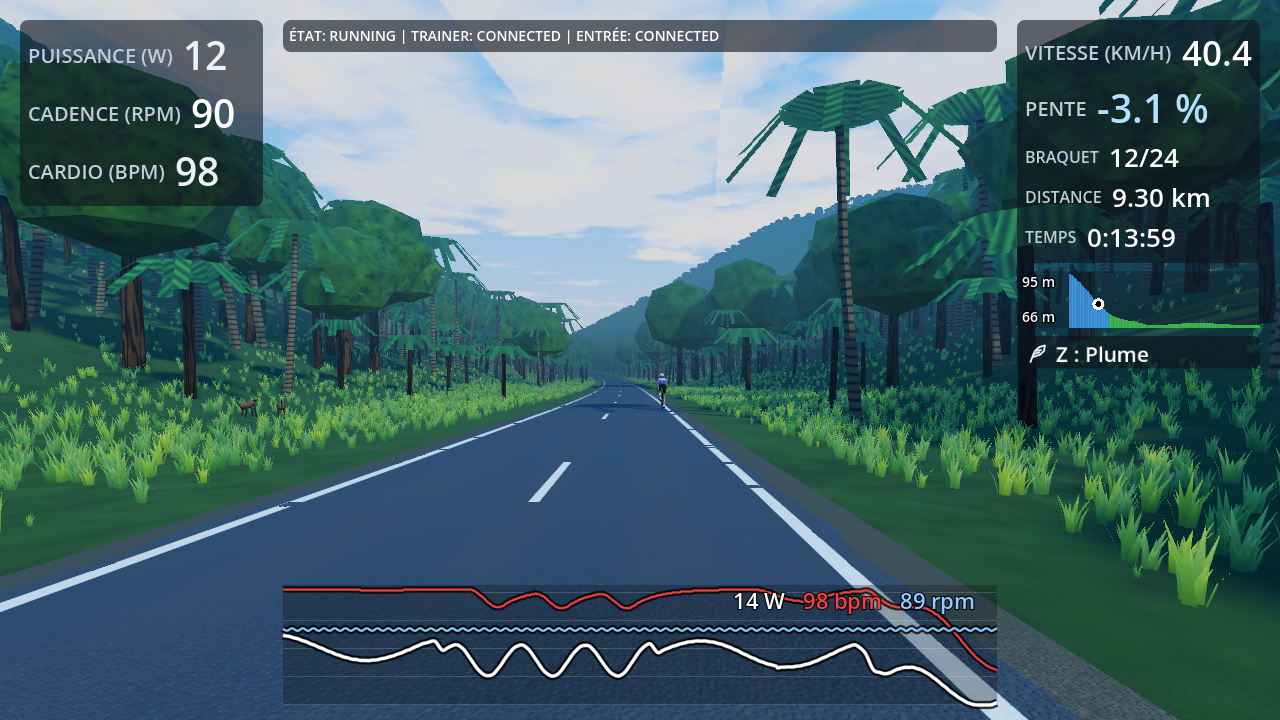 PUISSANCE (W) 12
CADENCE (RPM) 90
CARDIO (BPM) 98
ÉTAT: RUNNING | TRAINER: CONNECTED | ENTRÉE: CONNECTED
VITESSE (KM/H) 40.4
PENTE -3.1 %
BRAQUET 12/24
DISTANCE 9.30 km
TEMPS 0:13:59
95 m
66 m
Z : Plume
14 W 98 bpm 89 rpm